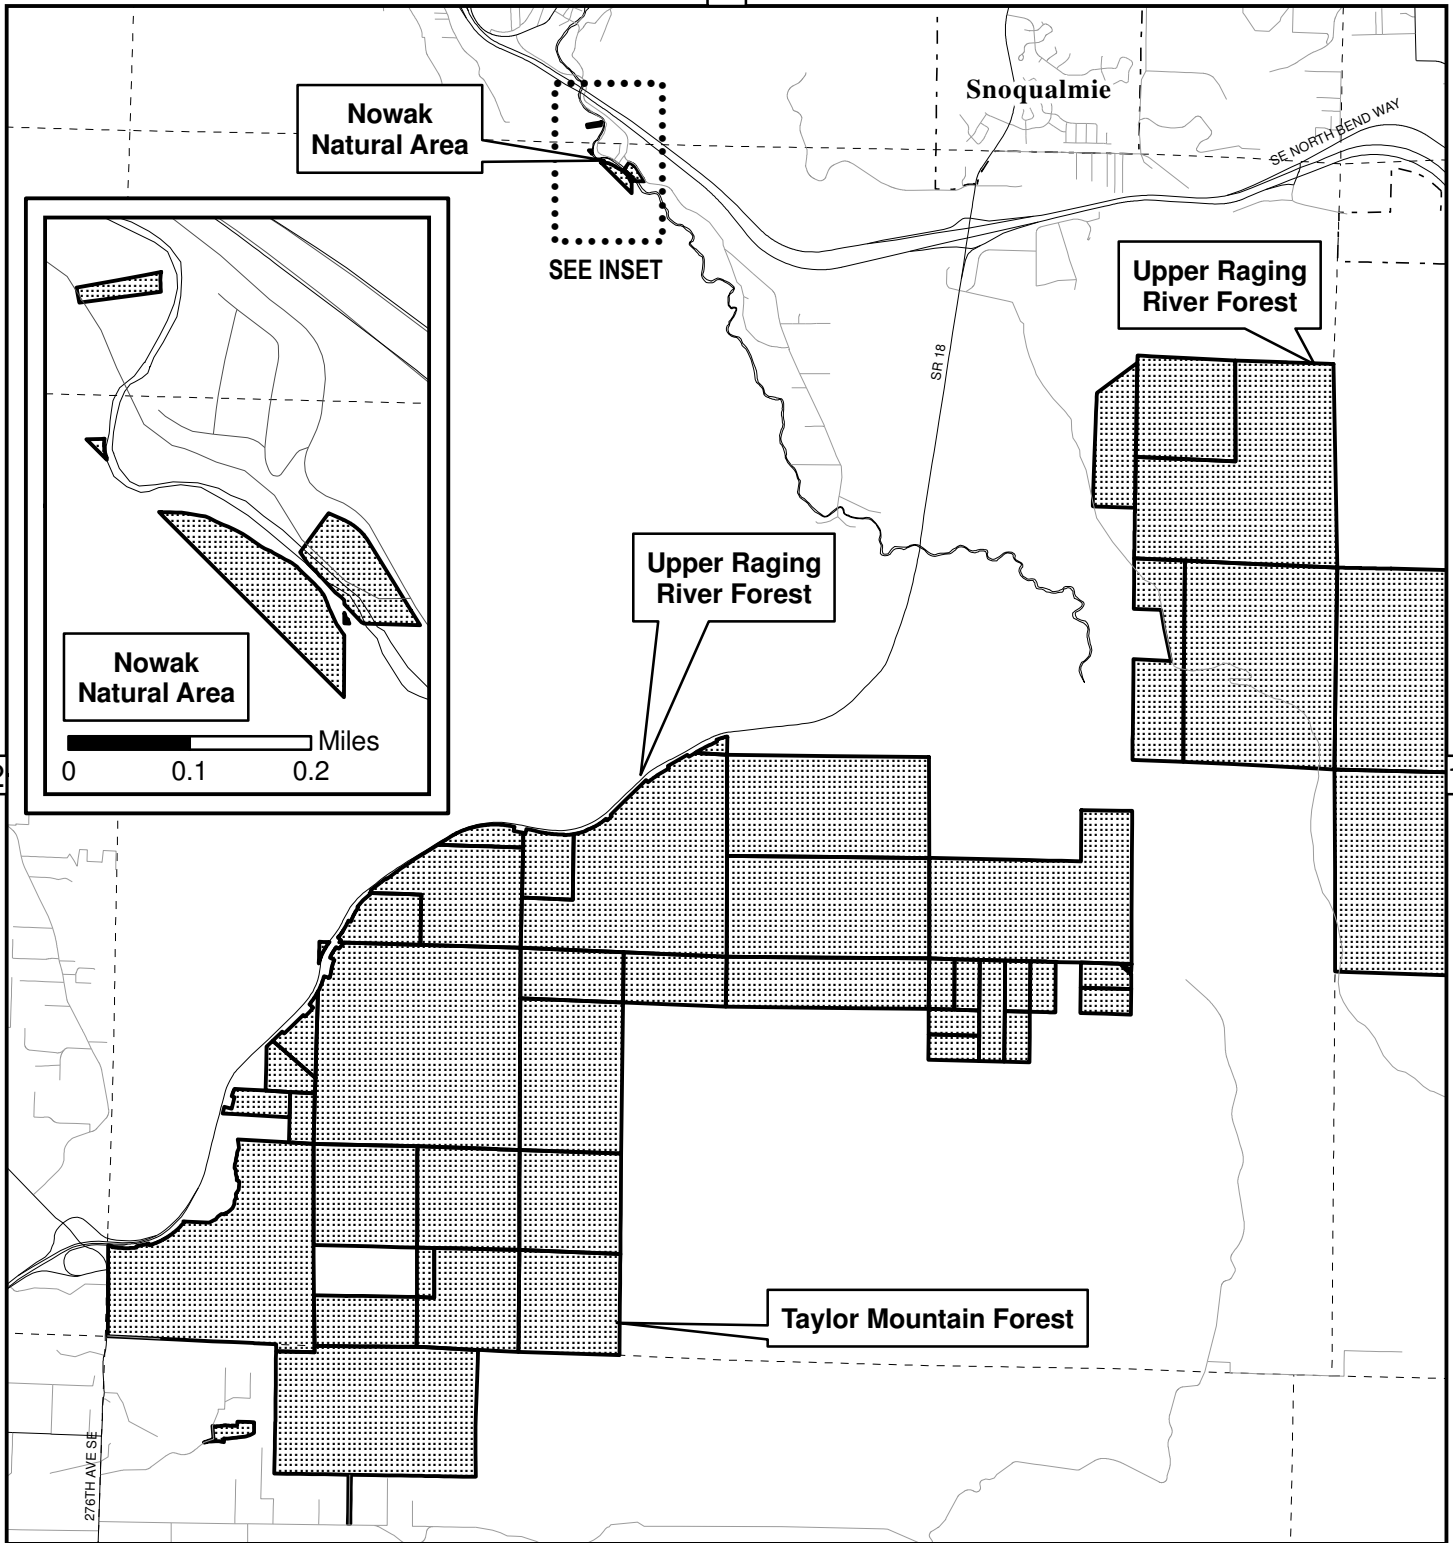 Snoqualmie
Nowak
Natural Area
SE NORTH BEND WAY
SEE INSET
Upper Raging
River Forest
SR 18
Upper Raging
River Forest
Nowak
Natural Area
Miles
0 0.1 0.2
Taylor Mountain Forest
276TH AVE SE